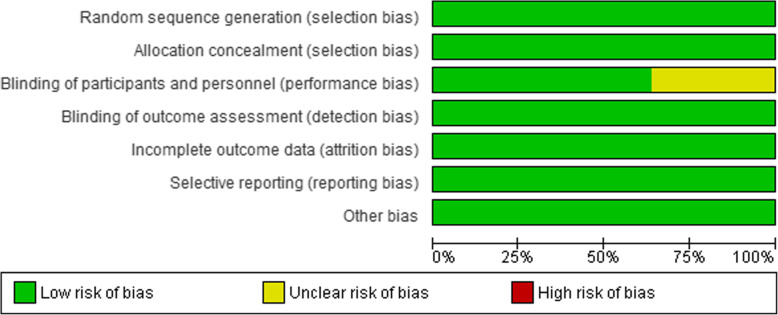 Random sequence generation (selection bias)
Allocation concealment (selection bias)
Blinding of participants and personnel (performance bias)
Blinding of outcome assessment (detection bias)
Incomplete outcome data (attrition bias)
Selective reporting (reporting bias)
Other bias
0% 25% 50% 75% 100%
Low risk of bias Unclear risk of bias High risk of bias